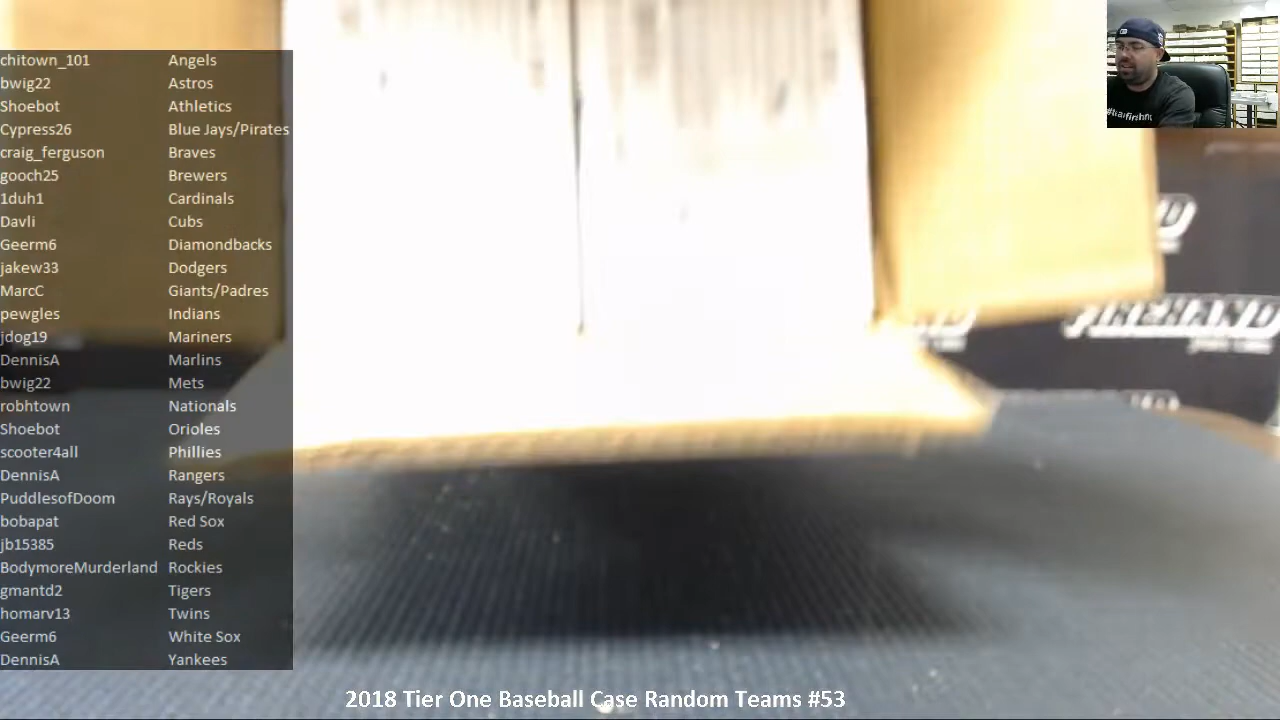 chitown_101 Angels
bwig22 Astros
Shoebot Athletics
Cypress26 Blue Jays/Pirates
craig_ferguson Braves
gooch25 Brewers
1duh1 Cardinals
Davli Cubs
Geerm6 Diamondbacks
jakew33 Dodgers
MarcC Giants/Padres
pewgles Indians
jdog19 Mariners
DennisA Marlins
bwig22 Mets
robhtown Nationals
Shoebot Orioles
scooter4all Phillies
DennisA Rangers
PuddlesofDoom Rays/Royals
bobapat Red Sox
jb15385 Reds
BodymoreMurderland Rockies
gmantd2 Tigers
homarv13 Twins
Geerm6 White Sox
DennisA Yankees
2018 Tier One Baseball Case Random Teams #53